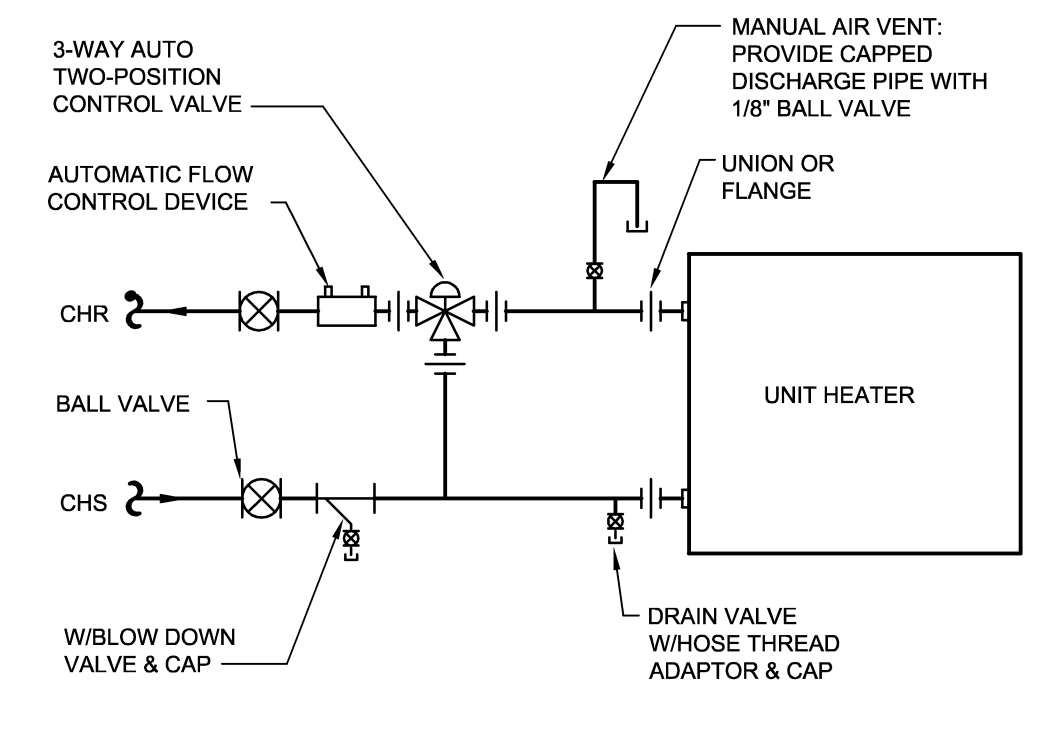 3-WAY AUTO
TWO-POSITION
CONTROL VALVE
MANUAL AIR VENT:
PROVIDE CAPPED
DISCHARGE PIPE WITH
1/8" BALL VALVE
AUTOMATIC FLOW
CONTROL DEVICE
UNION OR
FLANGE
CHR
BALL VALVE
UNIT HEATER
CHS
W/BLOW DOWN
VALVE & CAP
DRAIN VALVE
W/HOSE THREAD
ADAPTOR & CAP